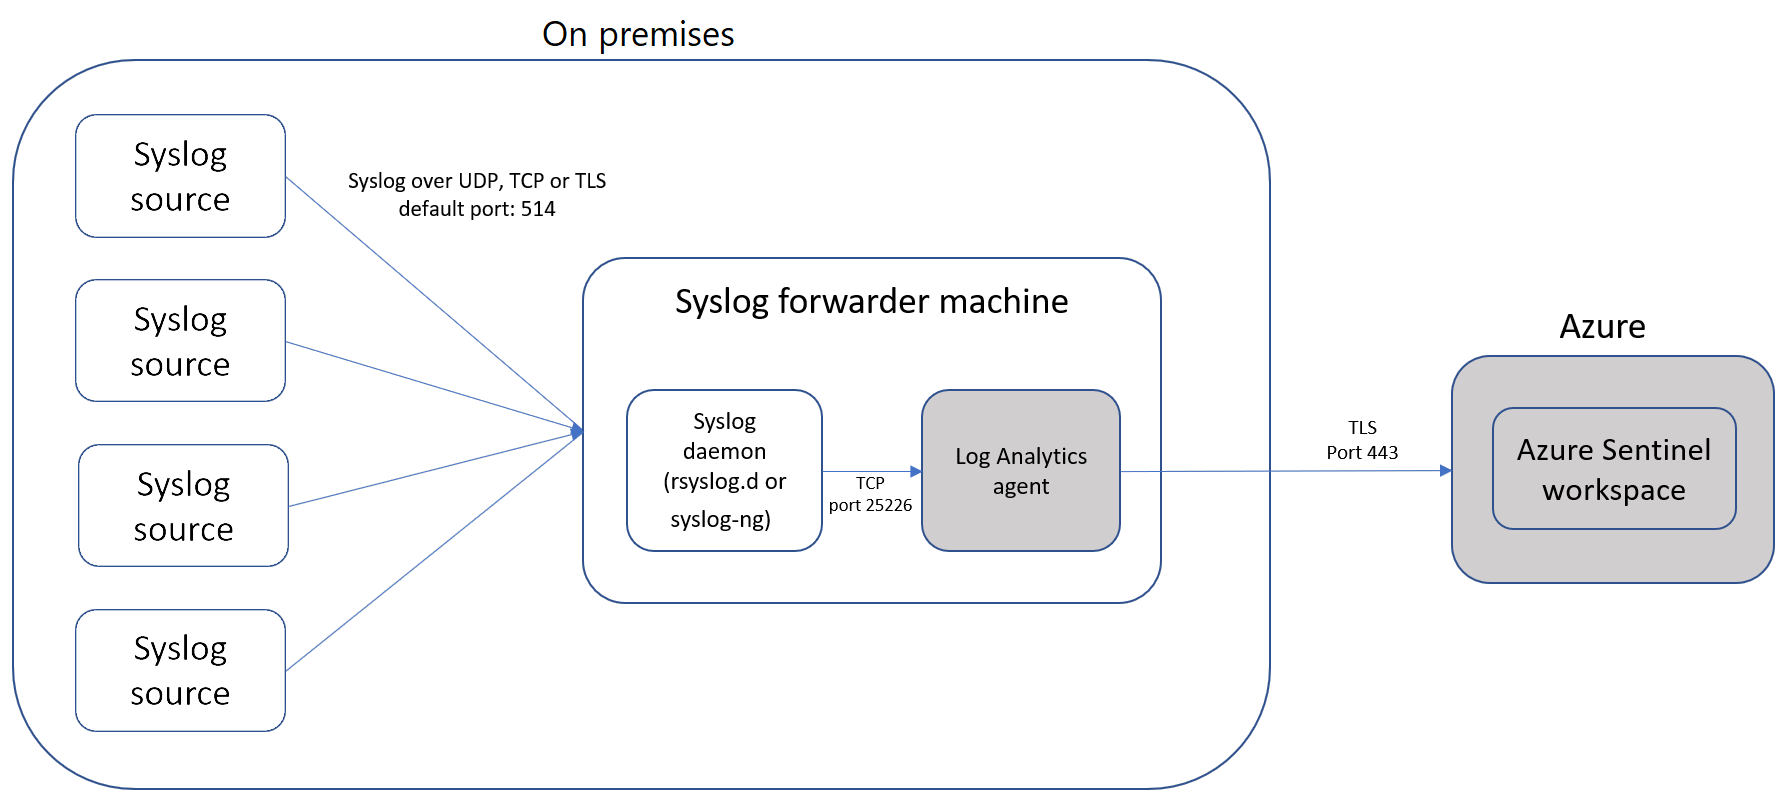 On premises
Syslog
source
Syslog over UDP, TCP or TLS
default port: 514
Syslog
source
Syslog
source
Syslog
source
Syslog forwarder machine
Syslog
daemon
(rsyslog.d or
syslog-ng)
TCP
port 25226
Log Analytics
agent
TLS
Port 443
Azure
Azure Sentinel
workspace